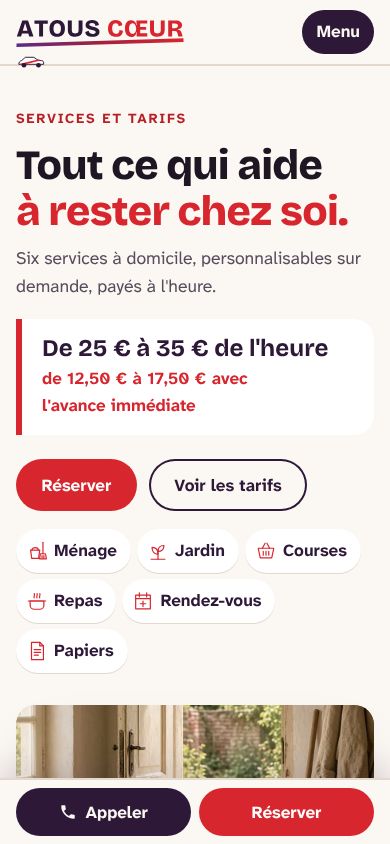 ATOUS CŒUR
Menu
SERVICES ET TARIFS
Tout ce qui aide
à rester chez soi.
Six services à domicile, personnalisables sur
demande, payés à l'heure.
De 25 € à 35 € de l'heure
de 12,50 € à 17,50 € avec
l'avance immédiate
Réserver
Voir les tarifs
Ménage
Jardin
Courses
Repas
Rendez-vous
Papiers
Appeler
Réserver